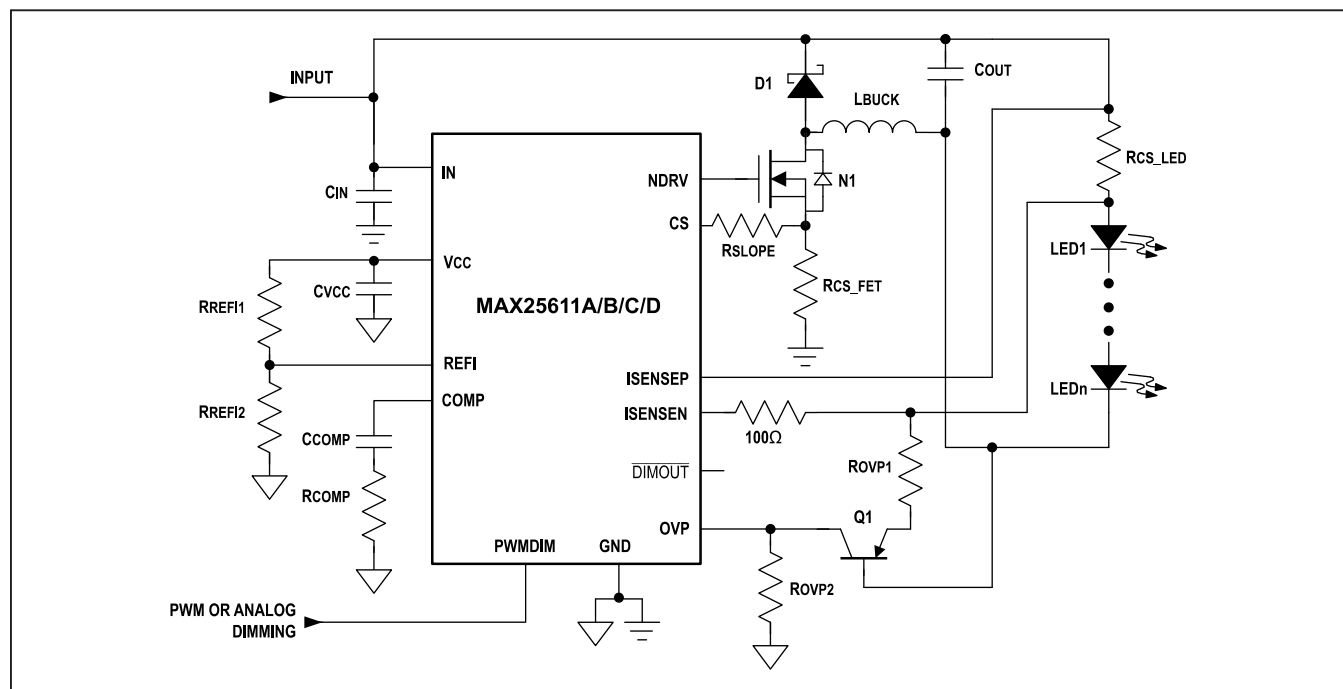 INPUT
D1
COUT
LBUCK
IN
NDRV
N1
RCS_LED
CIN
CS
RSLOPE
LED1
VCC
CVCC
RCS_FET
RREFI1
MAX25611A/B/C/D
REFI
ISENSEP
LEDn
COMP
ISENSEN
RREFI2
100Ω
CCOMP
ROVP1
DIMOUT
RCOMP
Q1
OVP
PWMDIM
GND
ROVP2
PWM OR ANALOG
DIMMING